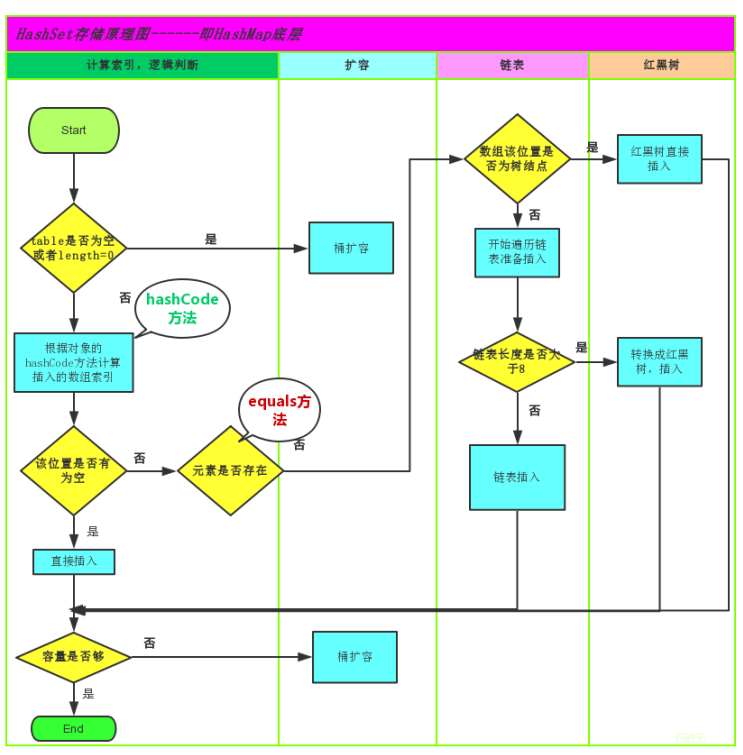 HashSet存储原理图------即HashMap底层
计算索引，逻辑判断
扩容
链表
红黑树
Start
table是否为空
或者length=0
是
桶扩容
否
hashCode
方法
根据对象的
hashCode方法计算
插入的数组索引
该位置是否有
为空
否
元素是否存在
equals方
法
否
是
直接插入
数组该位置是
否为树结点
是
红黑树直接
插入
否
开始遍历链
表准备插入
链表长度是否大
于8
是
转换成红黑
树，插入
否
链表插入
容量是否够
否
桶扩容
是
End